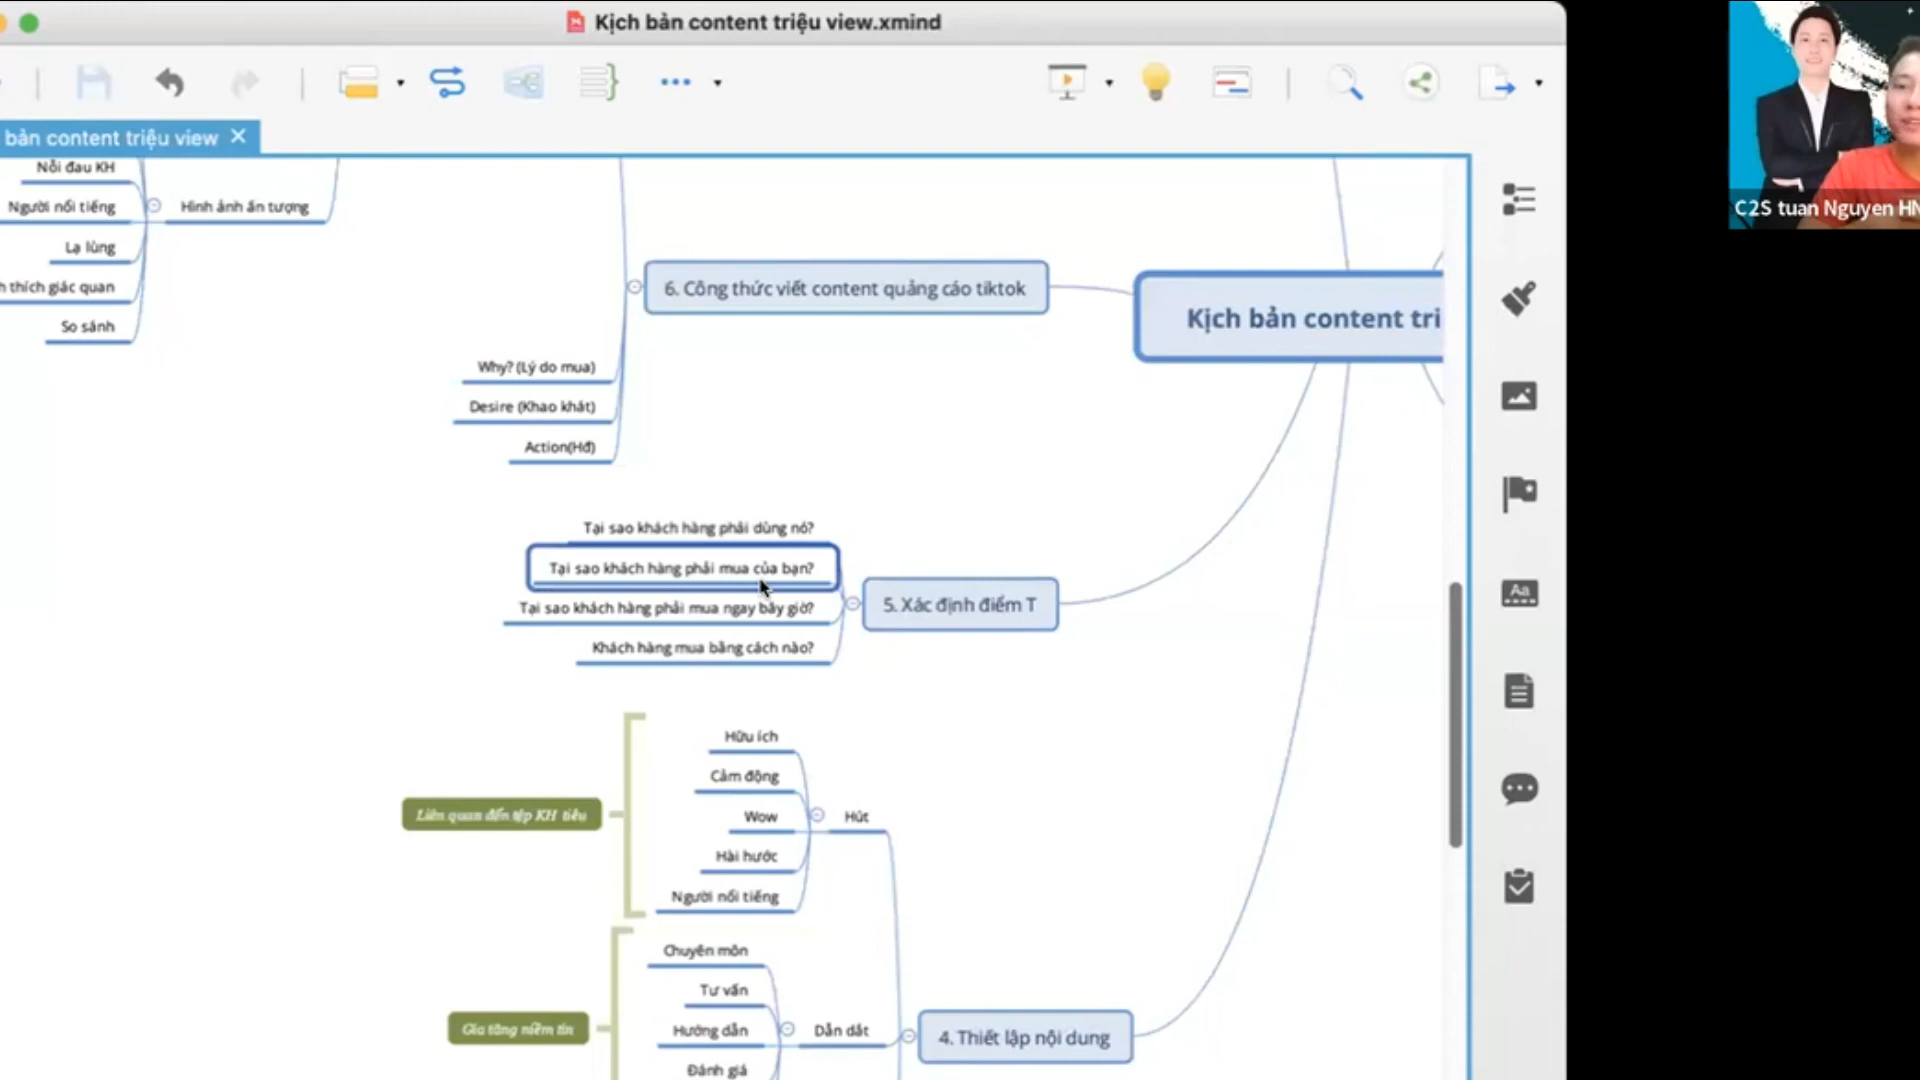 Kịch bản content triệu view.xmind
bản content triệu view
Nỗi đau KH
Người nổi tiếng
Hình ảnh ấn tượng
Lạ lùng
h thích giác quan
So sánh
6. Công thức viết content quảng cáo tiktok
Kịch bản content tri
Why? (Lý do mua)
Desire (Khao khát)
Action(Hđ)
Tại sao khách hàng phải dùng nó?
Tại sao khách hàng phải mua của bạn?
Tại sao khách hàng phải mua ngay bây giờ?
Khách hàng mua bằng cách nào?
5. Xác định điểm T
Hữu ích
Cảm động
Wow
Hài hước
Người nổi tiếng
Hút
Liên quan đến tệp KH tiêu
Chuyên môn
Tư vấn
Hướng dẫn
Đánh giá
Dẫn dắt
Gia tăng niềm tin
4. Thiết lập nội dung
Aa
C2S tuan Nguyen HN